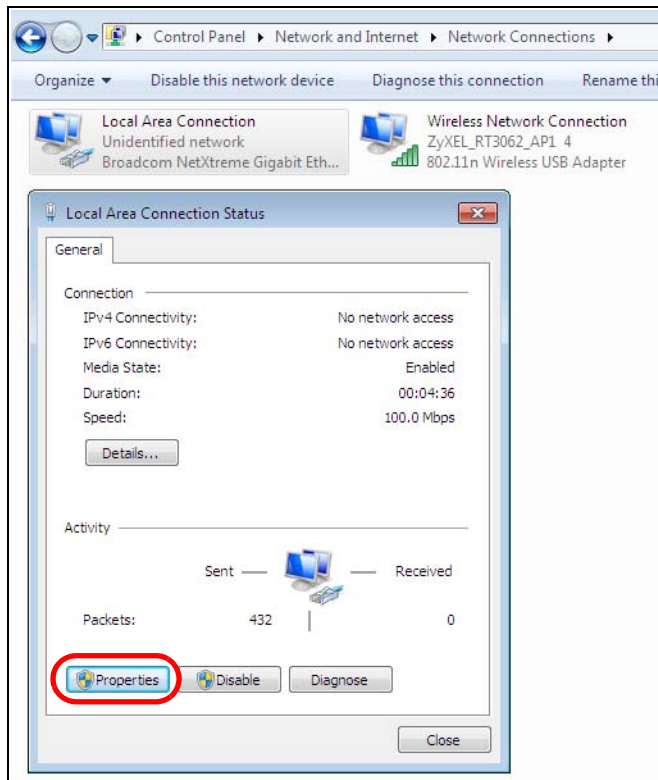 Control Panel ▸ Network and Internet ▸ Network Connections ▸
Organize ▾ Disable this network device Diagnose this connection Rename thi
Local Area Connection
Unidentified network
Broadcom NetXtreme Gigabit Eth...
Wireless Network Connection
ZyXEL_RT3062_AP1 4
802.11n Wireless USB Adapter
Local Area Connection Status
General
Connection
IPv4 Connectivity: No network access
IPv6 Connectivity: No network access
Media State: Enabled
Duration: 00:04:36
Speed: 100.0 Mbps
Details...
Activity
Sent — — Received
Packets: 432 | 0
Properties Disable Diagnose
Close